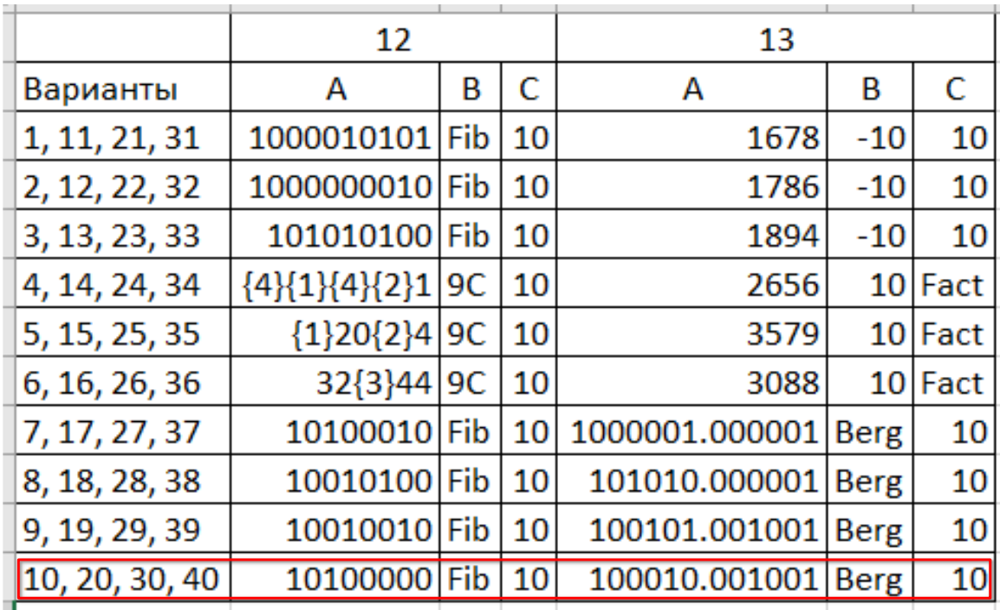 12 13
Варианты A B C A B C
1, 11, 21, 31 1000010101 Fib 10 1678 -10 10
2, 12, 22, 32 1000000010 Fib 10 1786 -10 10
3, 13, 23, 33 101010100 Fib 10 1894 -10 10
4, 14, 24, 34 {4}{1}{4}{2}1 9C 10 2656 10 Fact
5, 15, 25, 35 {1}20{2}4 9C 10 3579 10 Fact
6, 16, 26, 36 32{3}44 9C 10 3088 10 Fact
7, 17, 27, 37 10100010 Fib 10 1000001.000001 Berg 10
8, 18, 28, 38 10010100 Fib 10 101010.000001 Berg 10
9, 19, 29, 39 10010010 Fib 10 100101.001001 Berg 10
10, 20, 30, 40 10100000 Fib 10 100010.001001 Berg 10